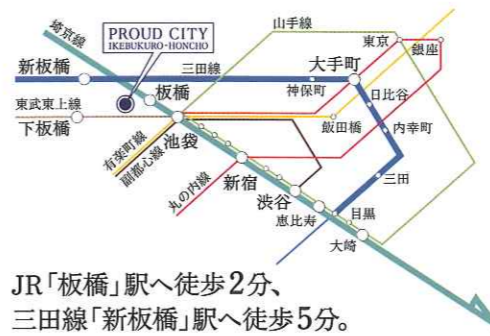 埼京線
PROUD CITY
IKEBUKURO-HONCHO
山手線
東京
銀座
新板橋
三田線
大手町
板橋
神保町
日比谷
東武東上線
下板橋
飯田橋
内幸町
有楽町線
副都心線
池袋
丸の内線
新宿
三田
渋谷
恵比寿
目黒
大崎
JR「板橋」駅へ徒歩2分、
三田線「新板橋」駅へ徒歩5分。